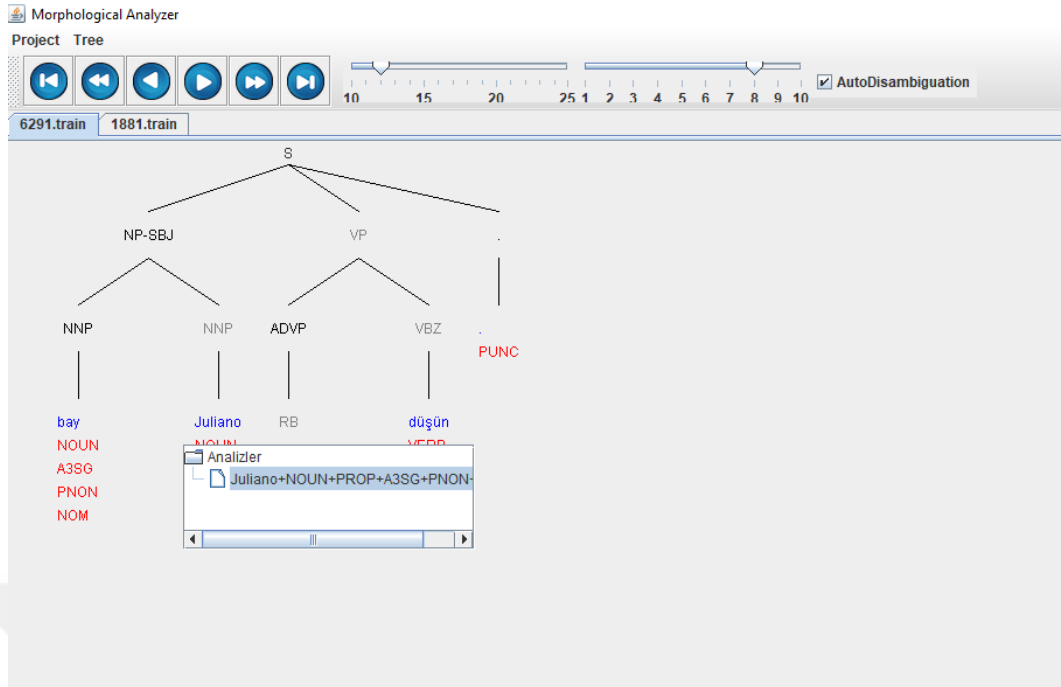 Morphological Analyzer
Project Tree
10 15 20 25 1 2 3 4 5 6 7 8 9 10 AutoDisambiguation
6291.train 1881.train
S
NP-SBJ VP .
NNP NNP ADVP VBZ .
PUNC
bay Juliano RB düşün
NOUN NOUN VERB
Analizler
A3SG Juliano+NOUN+PROP+A3SG+PNON-
PNON
NOM